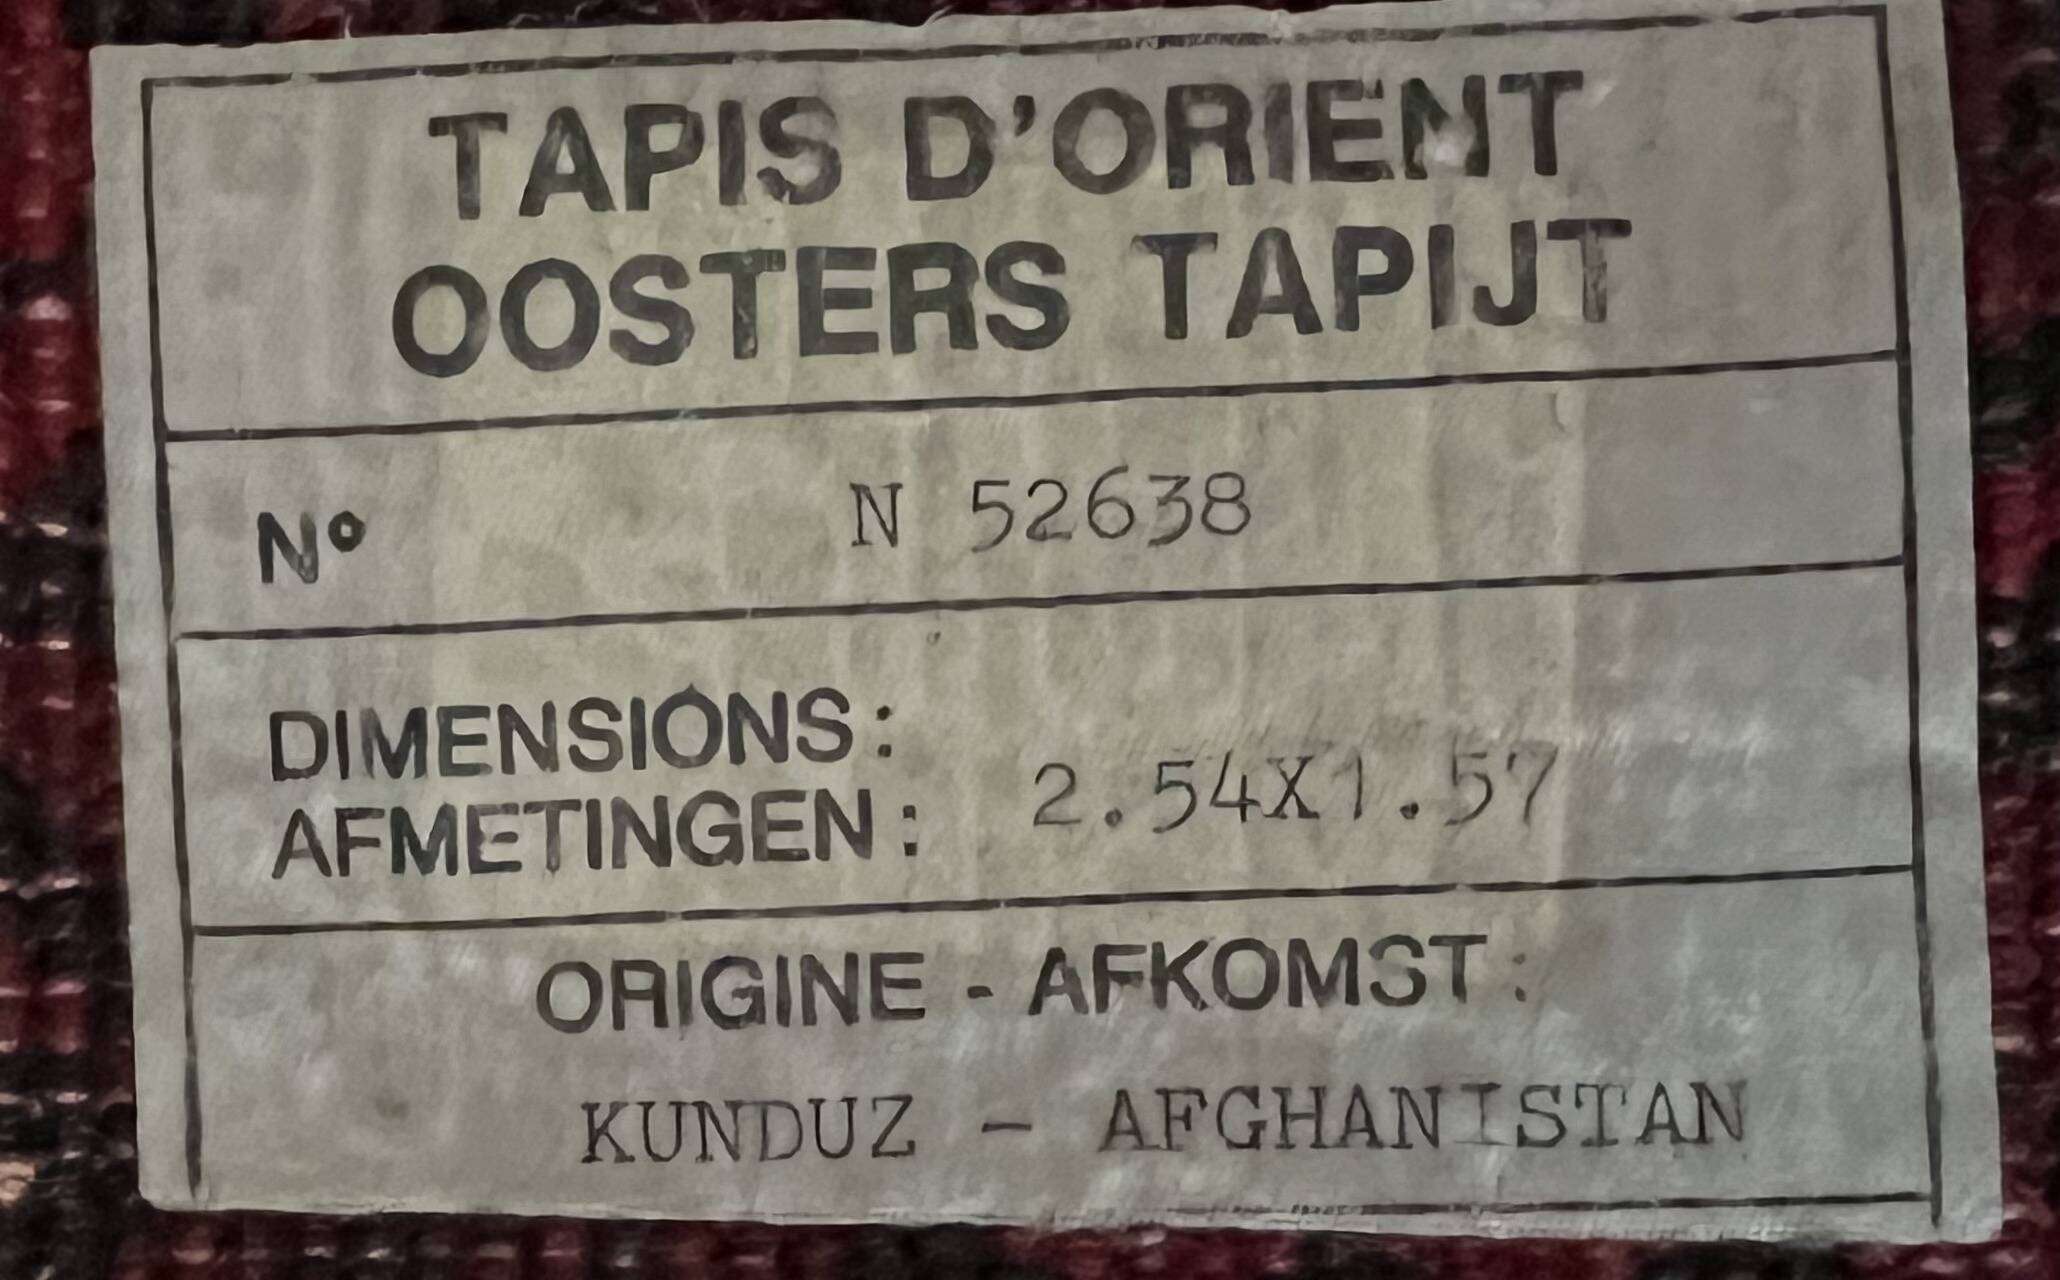 TAPIS D'ORIENT
OOSTERS TAPIJT
N° N 52638
DIMENSIONS :
AFMETINGEN : 2.54X1.57
ORIGINE - AFKOMST :
KUNDUZ - AFGHANISTAN